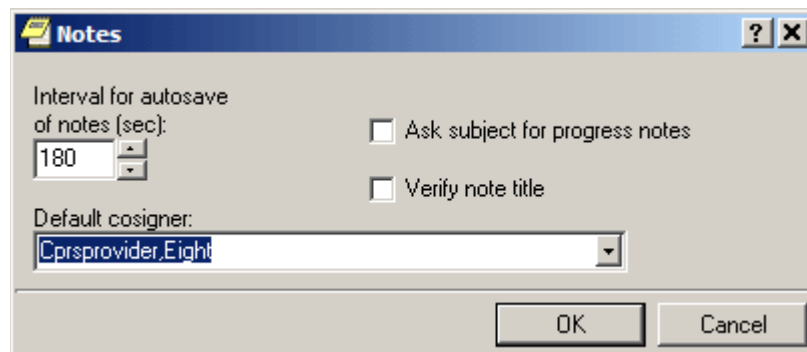 Notes
Interval for autosave
of notes (sec):
180
Ask subject for progress notes
Verify note title
Default cosigner:
Cprsprovider,Eight
OK
Cancel